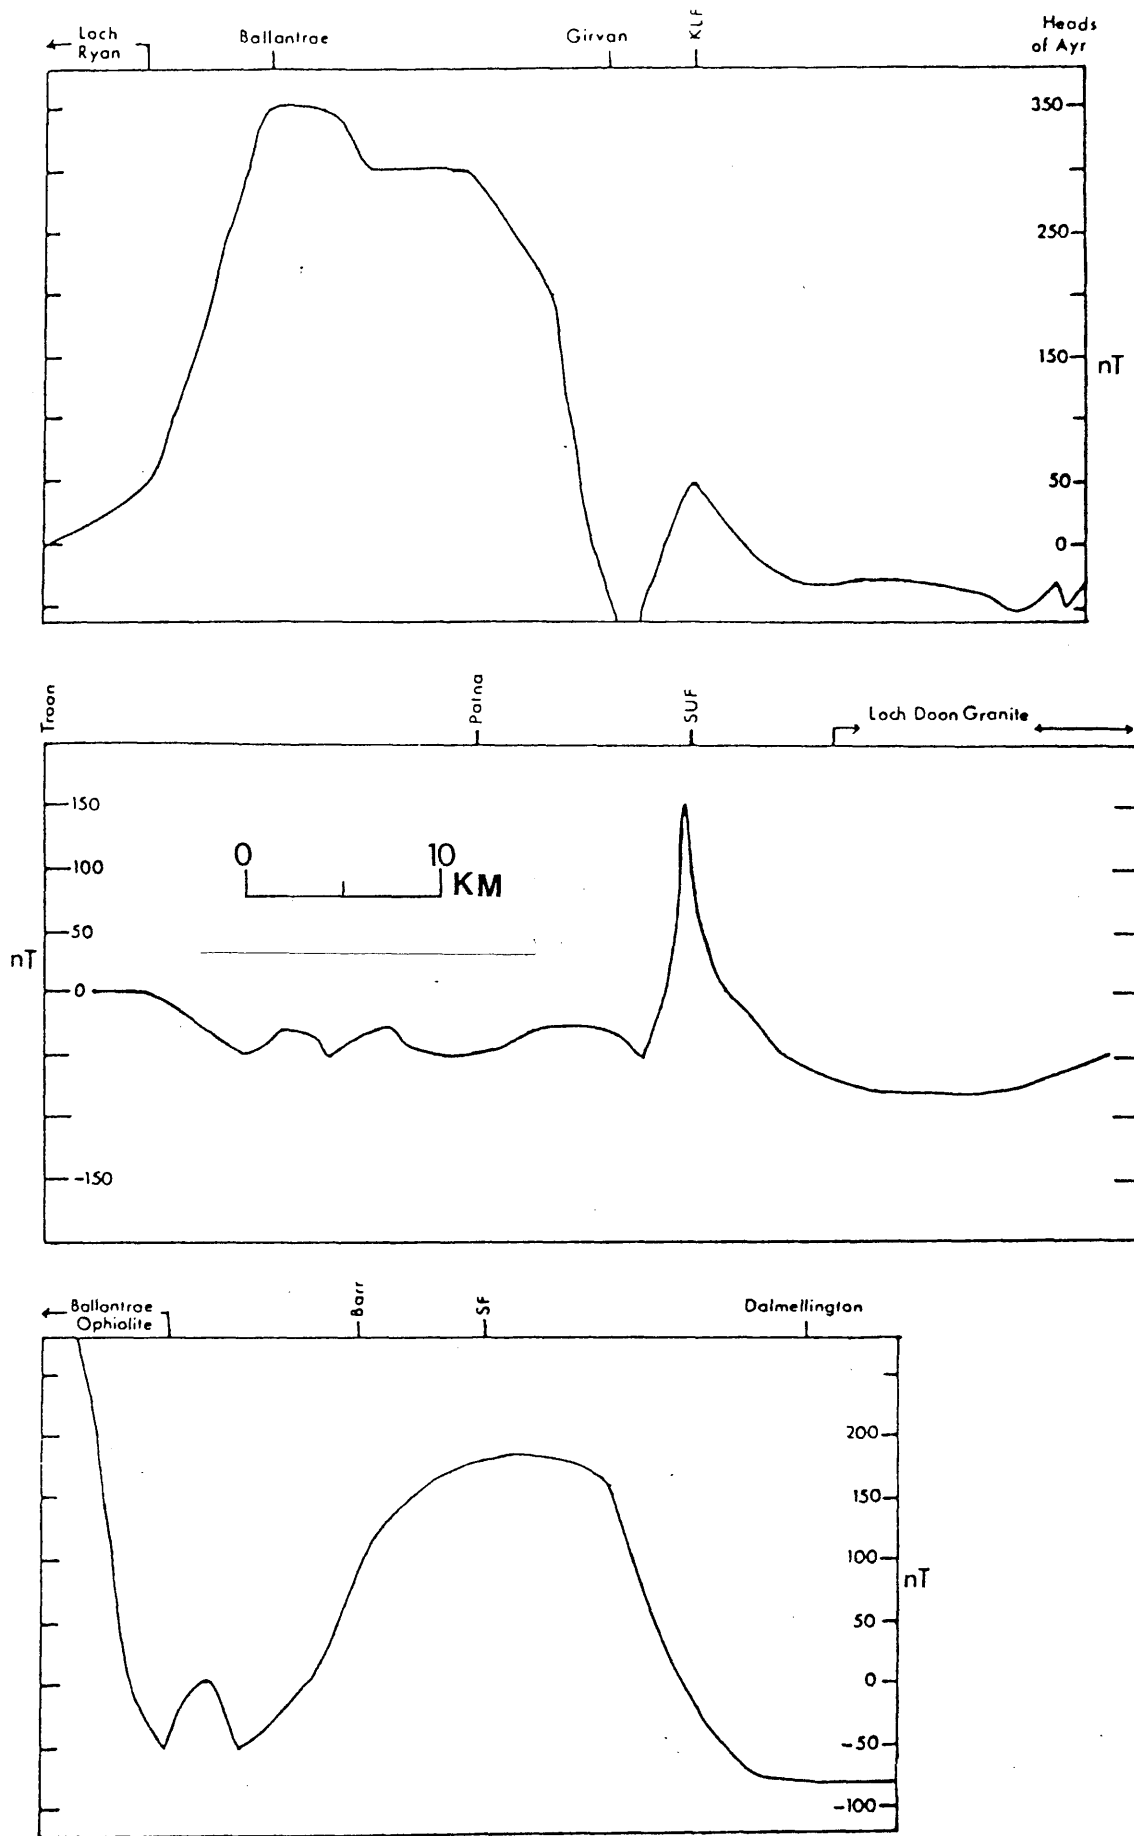 Loch
Ryan
Ballantrae
Girvan
KLF
Heads
of Ayr
350
250
150
nT
50
0
Troon
Patna
SUF
Loch Doon Granite
150
100
50
nT
0
-150
0 10
KM
Ballantrae
Ophiolite
Barr
SF
Dalmellington
200
150
100
nT
50
0
-50
-100